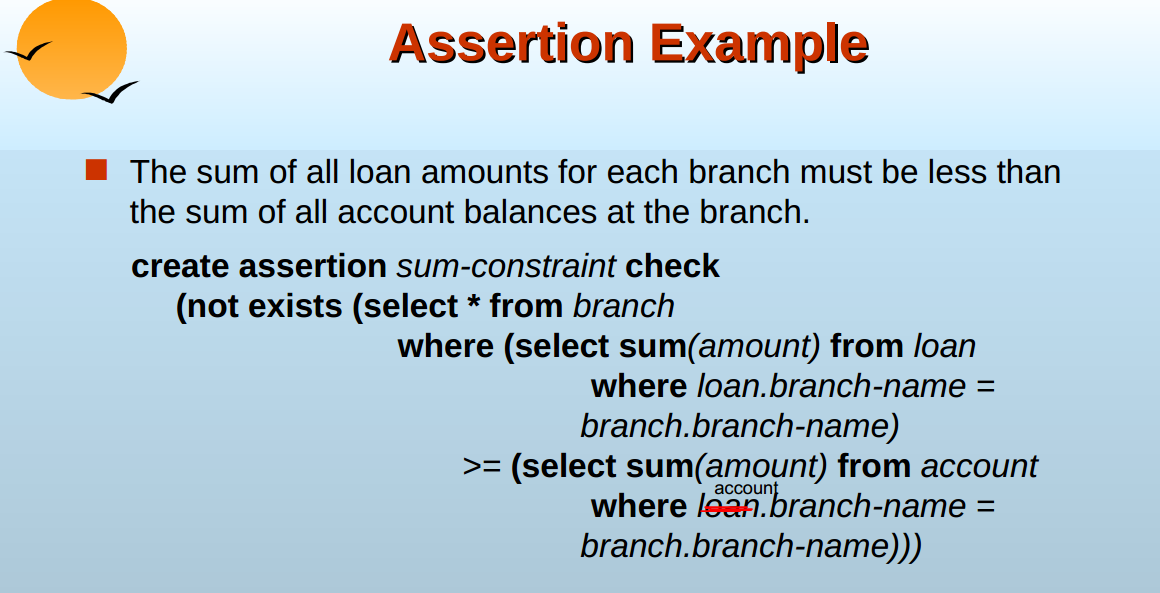 Assertion Example
The sum of all loan amounts for each branch must be less than
the sum of all account balances at the branch.
create assertion sum-constraint check
(not exists (select * from branch
where (select sum(amount) from loan
where loan.branch-name =
branch.branch-name)
>= (select sum(amount) from account
account
where loan.branch-name =
branch.branch-name)))